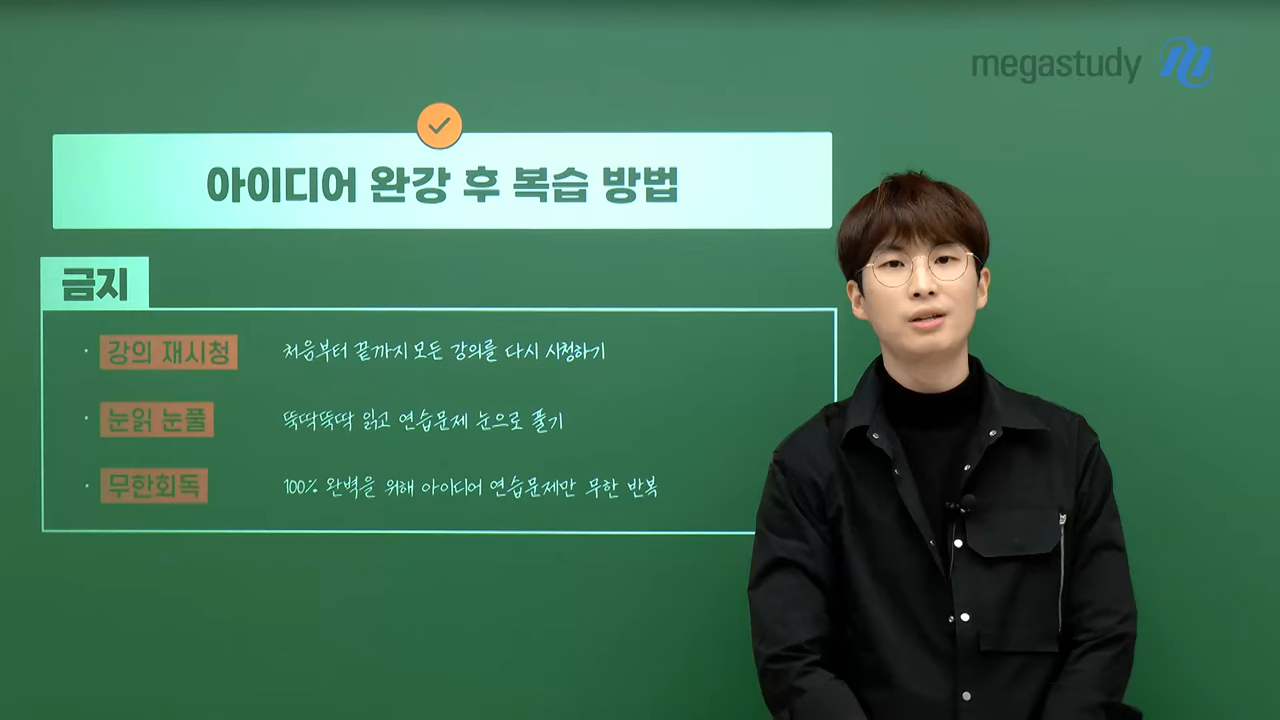 megastudy
아이디어 완강 후 복습 방법
금지
· 강의 재시청 처음부터 끝까지 모든 강의를 다시 시청하기
· 눈읽 눈풀 뚝딱뚝딱 읽고 연습문제 눈으로 풀기
· 무한회독 100% 완벽을 위해 아이디어 연습문제만 무한 반복